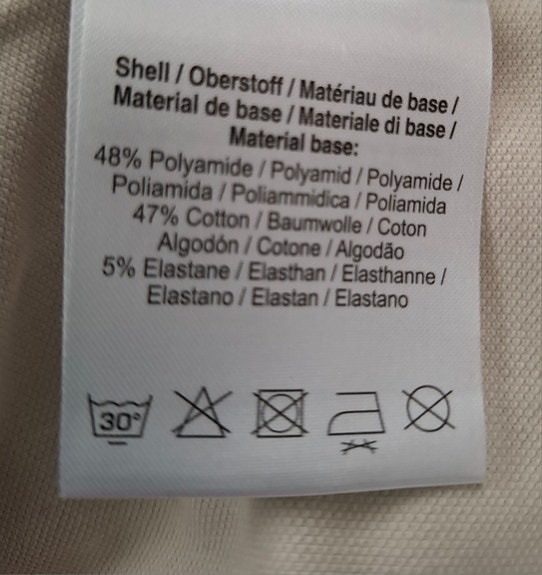 Shell / Oberstoff / Matériau de base /
Material de base / Materiale di base /
Material base:
48% Polyamide / Polyamid / Polyamide /
Poliamida / Poliammidica / Poliamida
47% Cotton / Baumwolle / Coton
Algodón / Cotone / Algodão
5% Elastane / Elasthan / Elasthanne /
Elastano / Elastan / Elastano
30°